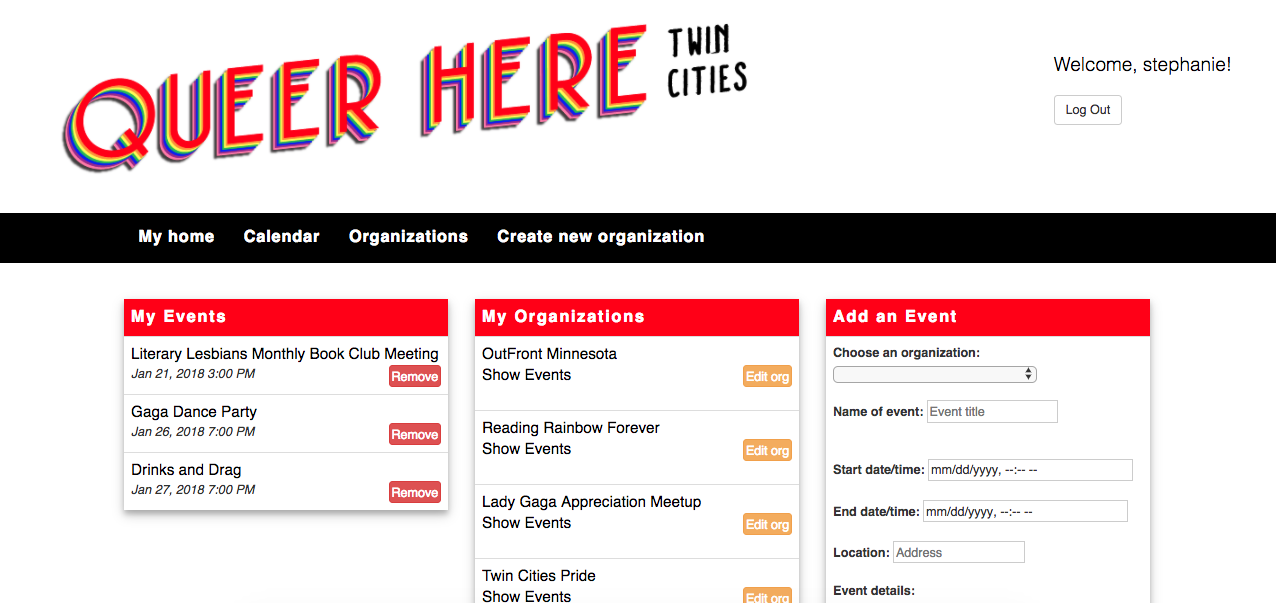 QUEER HERE TWIN
CITIES
Welcome, stephanie!
Log Out
My home Calendar Organizations Create new organization
My Events
Literary Lesbians Monthly Book Club Meeting
Jan 21, 2018 3:00 PM Remove
Gaga Dance Party
Jan 26, 2018 7:00 PM Remove
Drinks and Drag
Jan 27, 2018 7:00 PM Remove
My Organizations
OutFront Minnesota
Show Events Edit org
Reading Rainbow Forever
Show Events Edit org
Lady Gaga Appreciation Meetup
Show Events Edit org
Twin Cities Pride
Show Events Edit org
Add an Event
Choose an organization:
Name of event: Event title
Start date/time: mm/dd/yyyy, --:-- --
End date/time: mm/dd/yyyy, --:-- --
Location: Address
Event details: